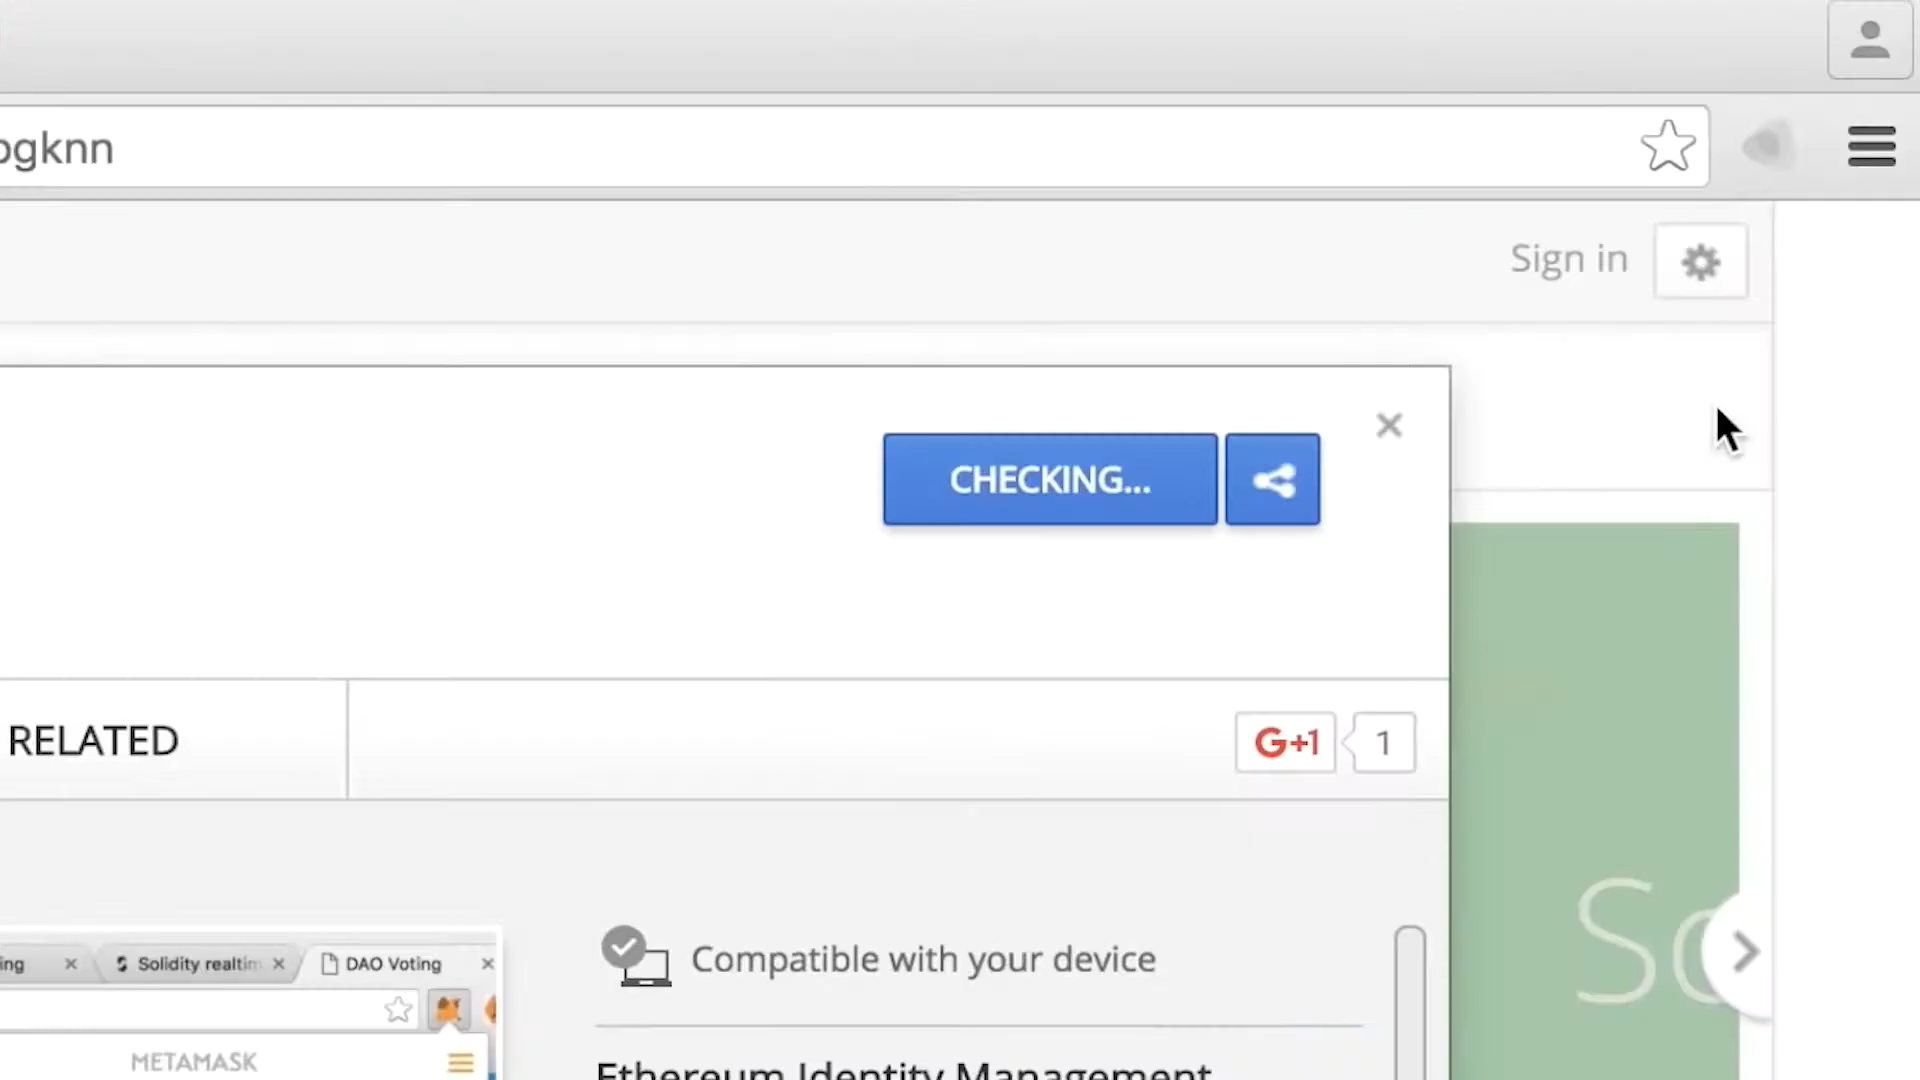 ogknn
Sign in
CHECKING...
RELATED
G+1
1
So
Compatible with your device
ing
Solidity realtim
DAO Voting
METAMASK
Ethereum Identity Management